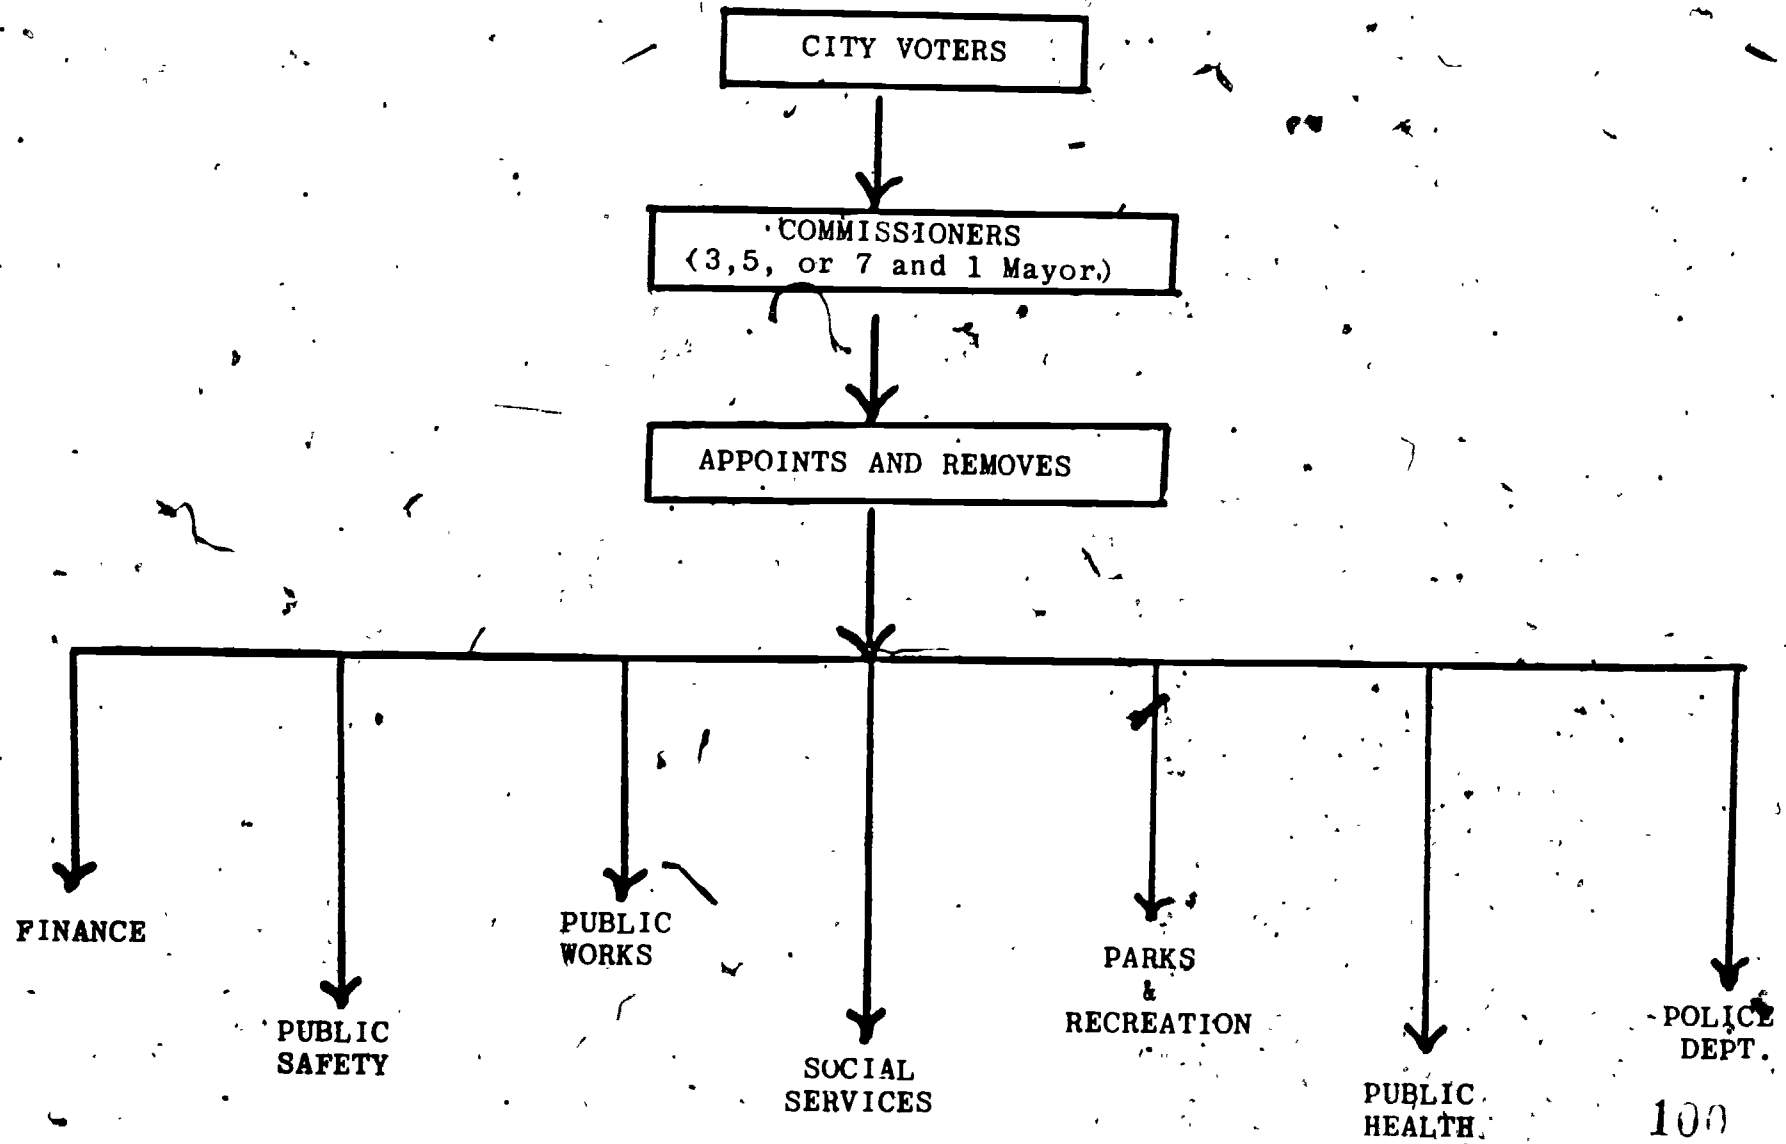 CITY VOTERS
COMMISSIONERS
(3,5, or 7 and 1 Mayor.)
APPOINTS AND REMOVES
FINANCE
PUBLIC
SAFETY
PUBLIC
WORKS
SOCIAL
SERVICES
PARKS
&
RECREATION
PUBLIC
HEALTH
POLICE
DEPT.
100